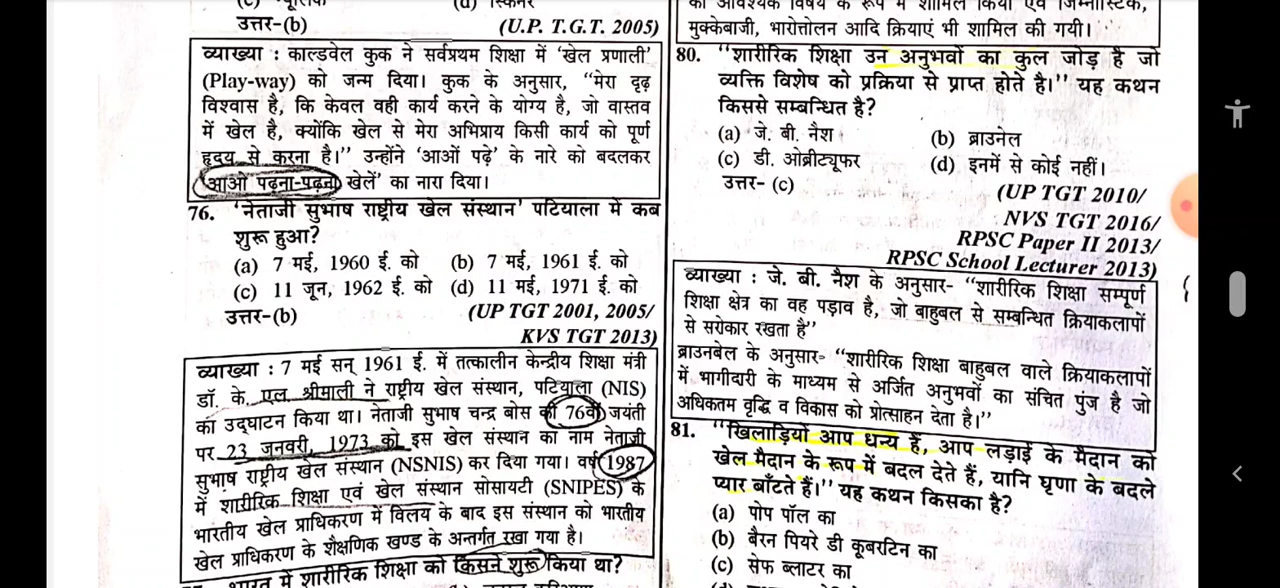 उत्तर-(b) (U.P. T.G.T. 2005)
व्याख्या : काल्डवेल कुक ने सर्वप्रथम शिक्षा में ‘खेल प्रणाली’
(Play-way) को जन्म दिया। कुक के अनुसार, ‘‘मेरा दृढ़
विश्वास है, कि केवल वही कार्य करने के योग्य है, जो वास्तव
में खेल है, क्योंकि खेल से मेरा अभिप्राय किसी कार्य को पूर्ण
हृदय से करना है।’’ उन्होंने ‘आओं पढ़े’ के नारे को बदलकर
‘आओं पढ़ना-पढ़ना खेलें’ का नारा दिया।
76. ‘नेताजी सुभाष राष्ट्रीय खेल संस्थान’ पटियाला में कब
शुरू हुआ?
(a) 7 मई, 1960 ई. को (b) 7 मई, 1961 ई. को
(c) 11 जून, 1962 ई. को (d) 11 मई, 1971 ई. को
उत्तर-(b) (UP TGT 2001, 2005/
KVS TGT 2013)
व्याख्या : 7 मई सन् 1961 ई. में तत्कालीन केन्द्रीय शिक्षा मंत्री
डॉ. के. एल श्रीमाली ने राष्ट्रीय खेल संस्थान, पटियाला (NIS)
का उद्घाटन किया था। नेताजी सुभाष चन्द्र बोस की 76वीं जयंती
पर 23 जनवरी, 1973 को इस खेल संस्थान का नाम नेताजी
सुभाष राष्ट्रीय खेल संस्थान (NSNIS) कर दिया गया। वर्ष 1987
में शारीरिक शिक्षा एवं खेल संस्थान सोसायटी (SNIPES) के
भारतीय खेल प्राधिकरण में विलय के बाद इस संस्थान को भारतीय
खेल प्राधिकरण के शैक्षणिक खण्ड के अन्तर्गत रखा गया है।
भारत में शारीरिक शिक्षा को किसने शुरू किया था?
को आवश्यक विषय के रूप में शामिल किया एवं जिम्नास्टिक,
मुक्केबाजी, भारोत्तोलन आदि क्रियाएं भी शामिल की गयी।
80. ‘‘शारीरिक शिक्षा उन अनुभवों का कुल जोड़ है जो
व्यक्ति विशेष को प्रक्रिया से प्राप्त होते है।’’ यह कथन
किससे सम्बन्धित है?
(a) जे. बी. नैश (b) ब्राउनेल
(c) डी. ओब्रीट्यूफर (d) इनमें से कोई नहीं।
उत्तर- (c)
(UP TGT 2010/
NVS TGT 2016/
RPSC Paper II 2013/
RPSC School Lecturer 2013)
व्याख्या : जे. बी. नैश के अनुसार- ‘‘शारीरिक शिक्षा सम्पूर्ण
शिक्षा क्षेत्र का वह पड़ाव है, जो बाहुबल से सम्बन्धित क्रियाकलापों
से सरोकार रखता है’’
ब्राउनबेल के अनुसार- ‘‘शारीरिक शिक्षा बाहुबल वाले क्रियाकलापों
में भागीदारी के माध्यम से अर्जित अनुभवों का संचित पुंज है जो
अधिकतम वृद्धि व विकास को प्रोत्साहन देता है।’’
81. ‘‘खिलाड़ियों आप धन्य हैं, आप लड़ाई के मैदान को
खेल मैदान के रूप में बदल देते हैं, यानि घृणा के बदले
प्यार बाँटते हैं।’’ यह कथन किसका है?
(a) पोप पॉल का
(b) बैरन पियरे डी कूबरटिन का
(c) सेफ ब्लाटर का